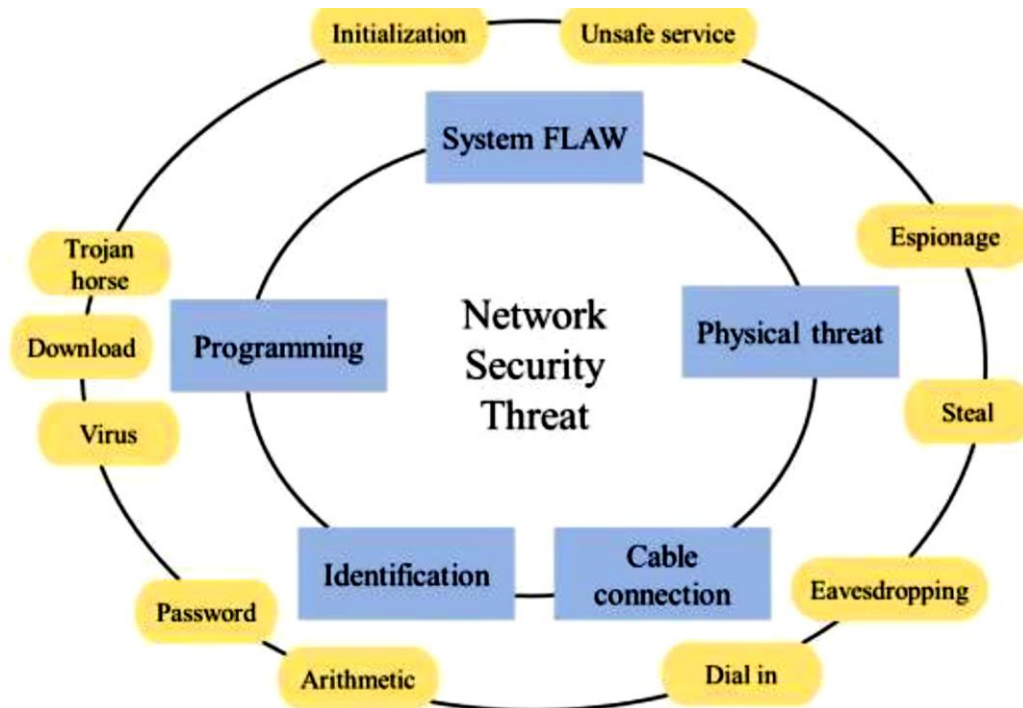 Initialization
Unsafe service
System FLAW
Espionage
Trojan
horse
Download
Programming
Network
Security
Threat
Physical threat
Virus
Steal
Identification
Cable
connection
Eavesdropping
Password
Arithmetic
Dial in